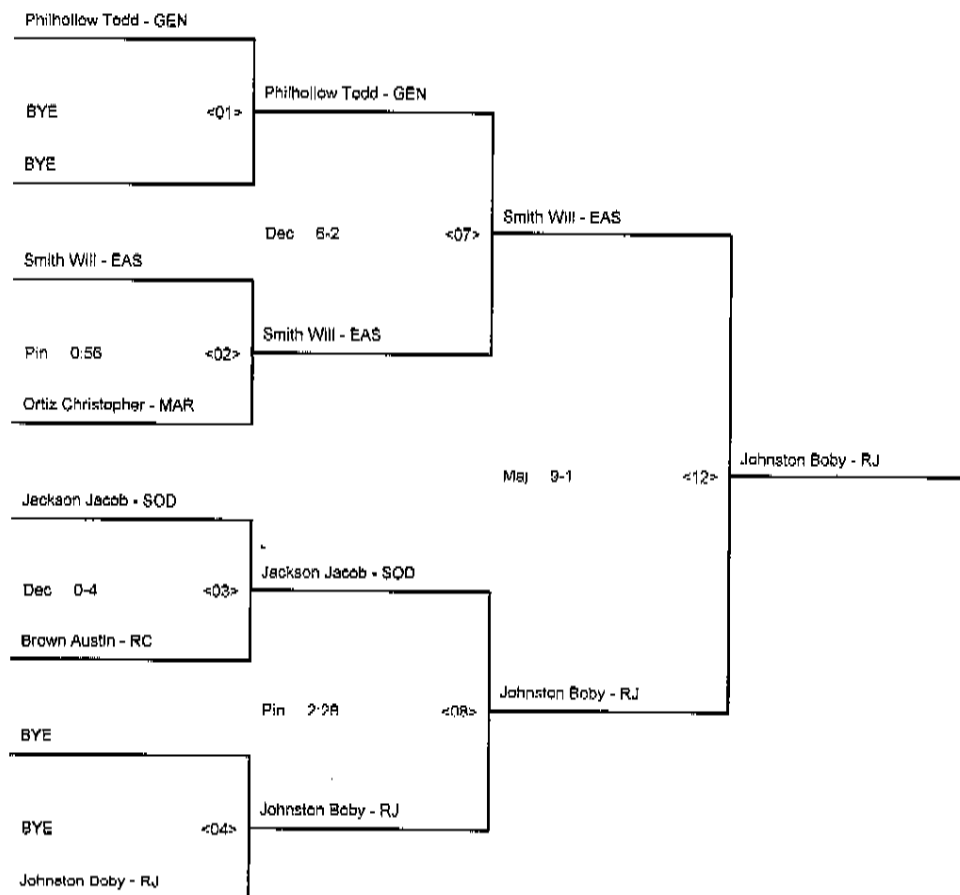 Philhollow Todd - GEN
Philhollow Todd - GEN
BYE <01>
BYE
Smith Will - EAS
Dec 6-2 <07>
Smith Will - EAS
Smith Will - EAS
Pin 0:56 <02>
Ortiz Christopher - MAR
Johnston Boby - RJ
Maj 9-1 <12>
Jackson Jacob - SOD
Jackson Jacob - SOD
Dec 0-4 <03>
Brown Austin - RC
Johnston Boby - RJ
Pin 2:28 <08>
BYE
Johnston Boby - RJ
BYE <04>
Johnston Boby - RJ